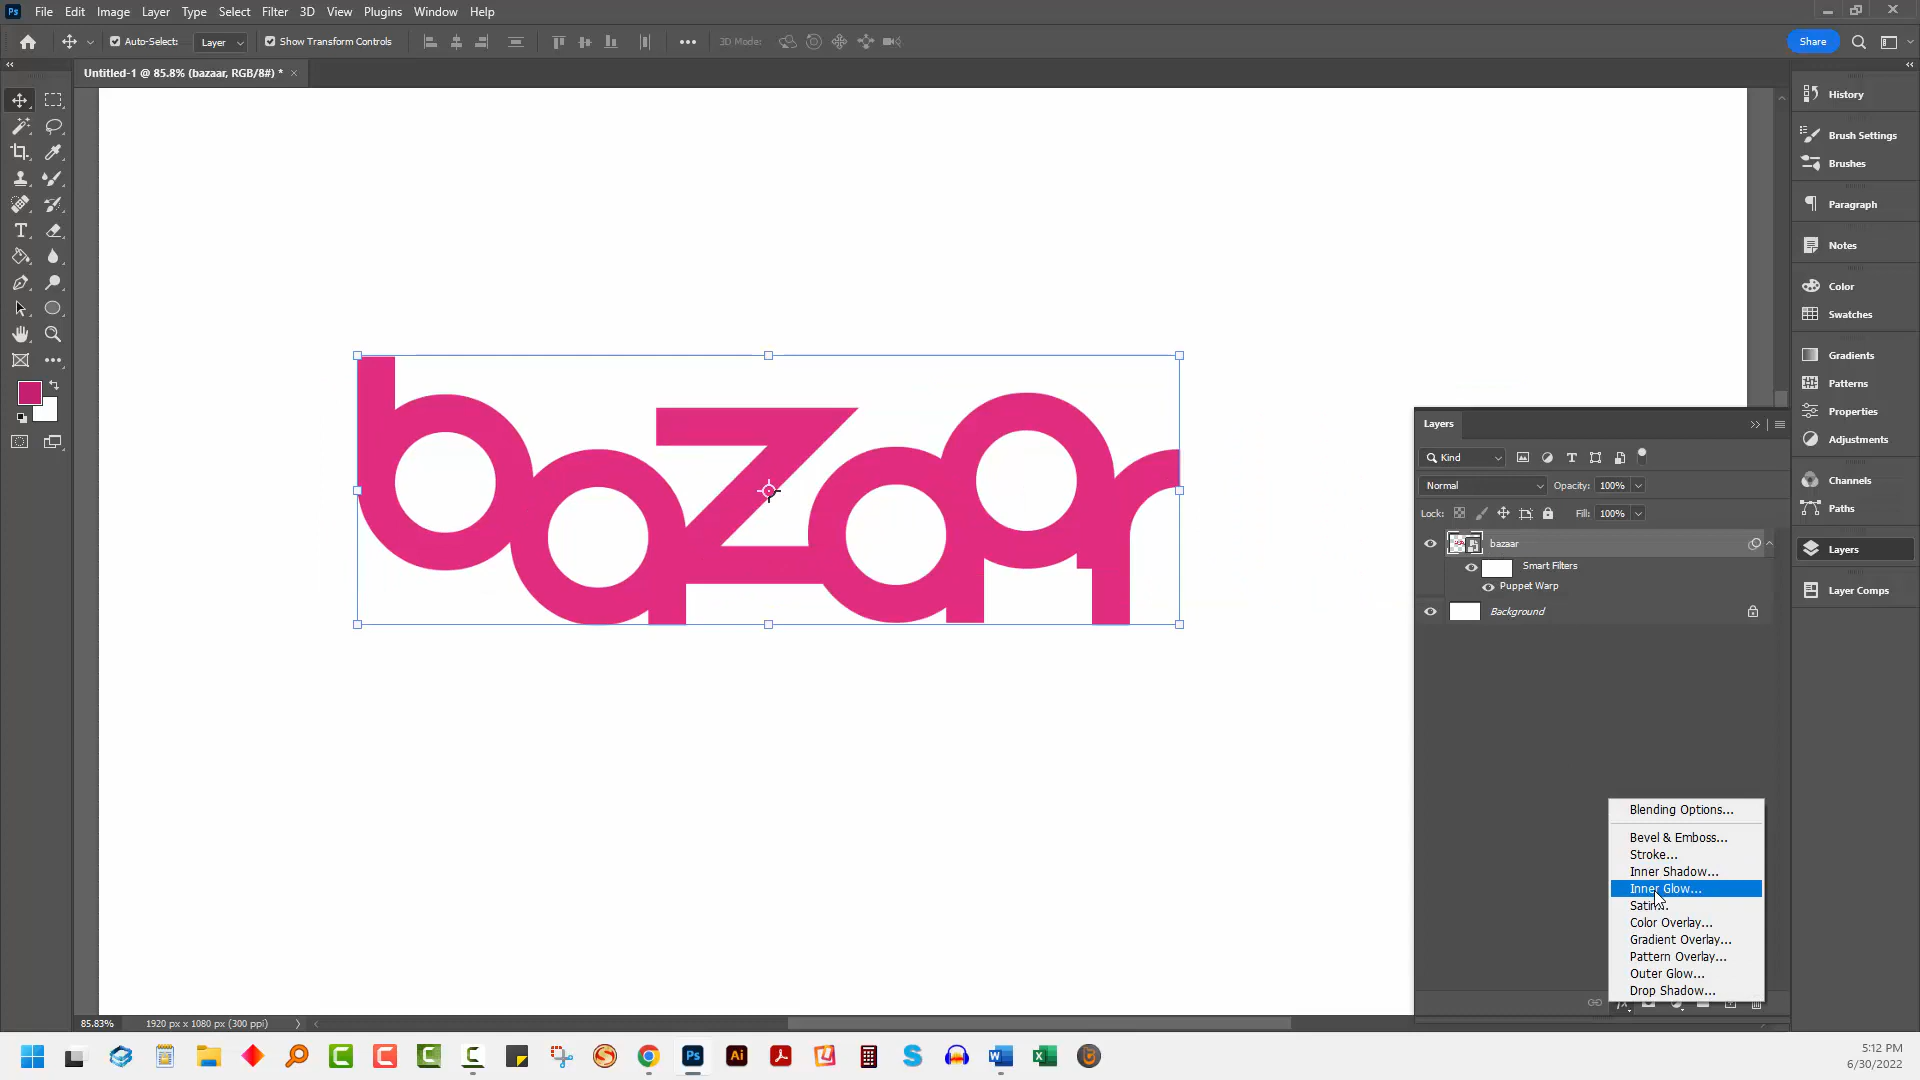 Ps File Edit Image Layer Type Select Filter 3D View Plugins Window Help
Auto-Select: Layer Show Transform Controls 3D Mode: Share
Untitled-1 @ 85.8% (bazaar, RGB/8#) *
bazaar
History
Brush Settings
Brushes
Paragraph
Notes
Color
Swatches
Gradients
Patterns
Properties
Adjustments
Channels
Paths
Layers
Layer Comps
Layers
Kind
Normal Opacity: 100%
Lock: Fill: 100%
bazaar
Smart Filters
Puppet Warp
Background
Blending Options...
Bevel & Emboss...
Stroke...
Inner Shadow...
Inner Glow...
Satin...
Color Overlay...
Gradient Overlay...
Pattern Overlay...
Outer Glow...
Drop Shadow...
85.83% 1920 px x 1080 px (300 ppi)
Ps Ai
5:12 PM
6/30/2022